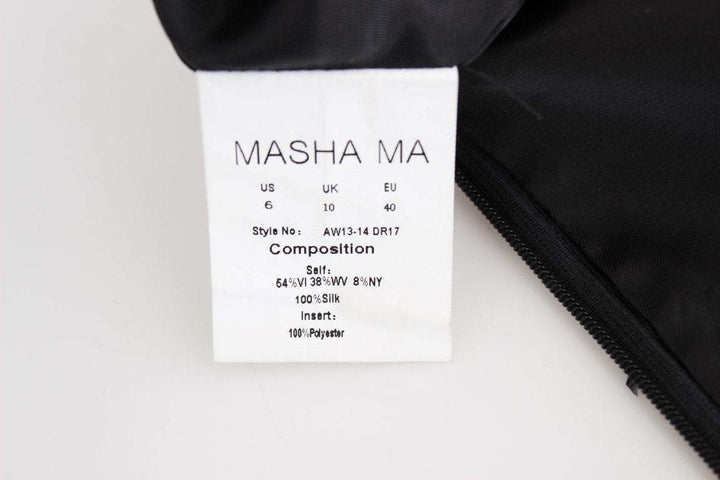 MASHA MA
US UK EU
6 10 40
Style No: AW13-14 DR17
Composition
Self:
54%VI 38%WV 8%NY
100%Silk
Insert:
100%Polyester